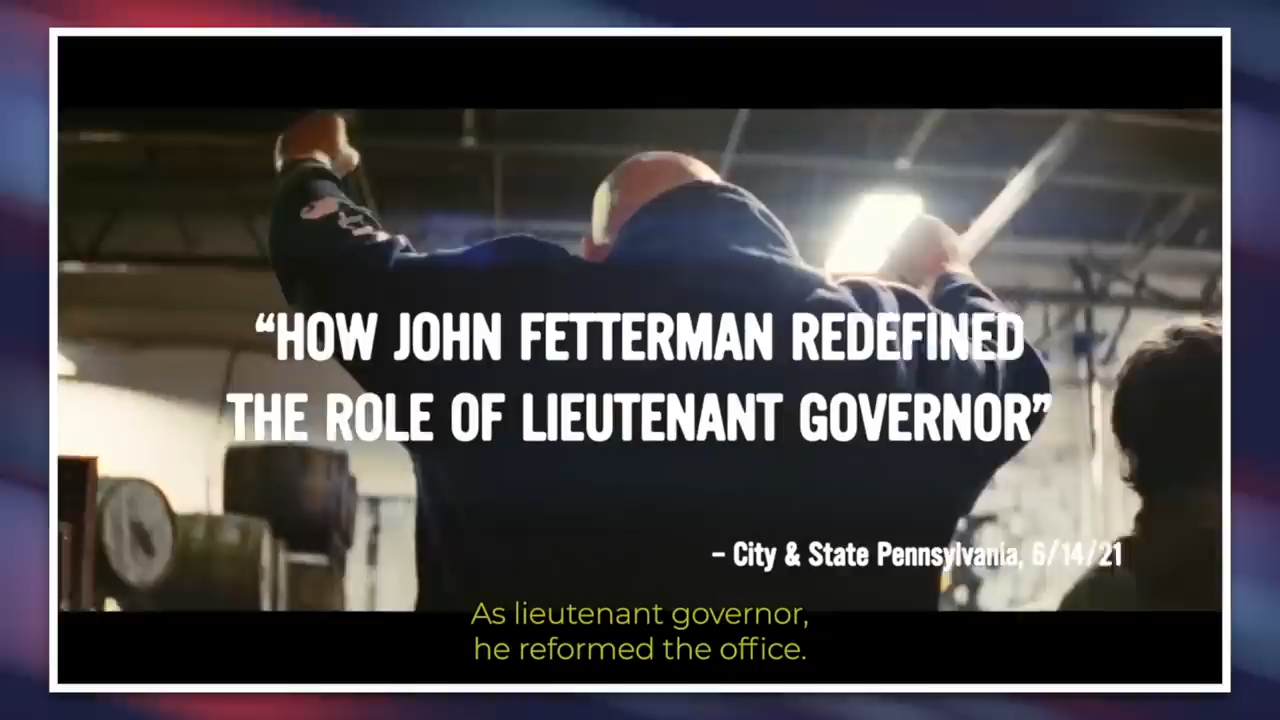 “HOW JOHN FETTERMAN REDEFINED
THE ROLE OF LIEUTENANT GOVERNOR”
– City & State Pennsylvania, 6/14/21
As lieutenant governor,
he reformed the office.